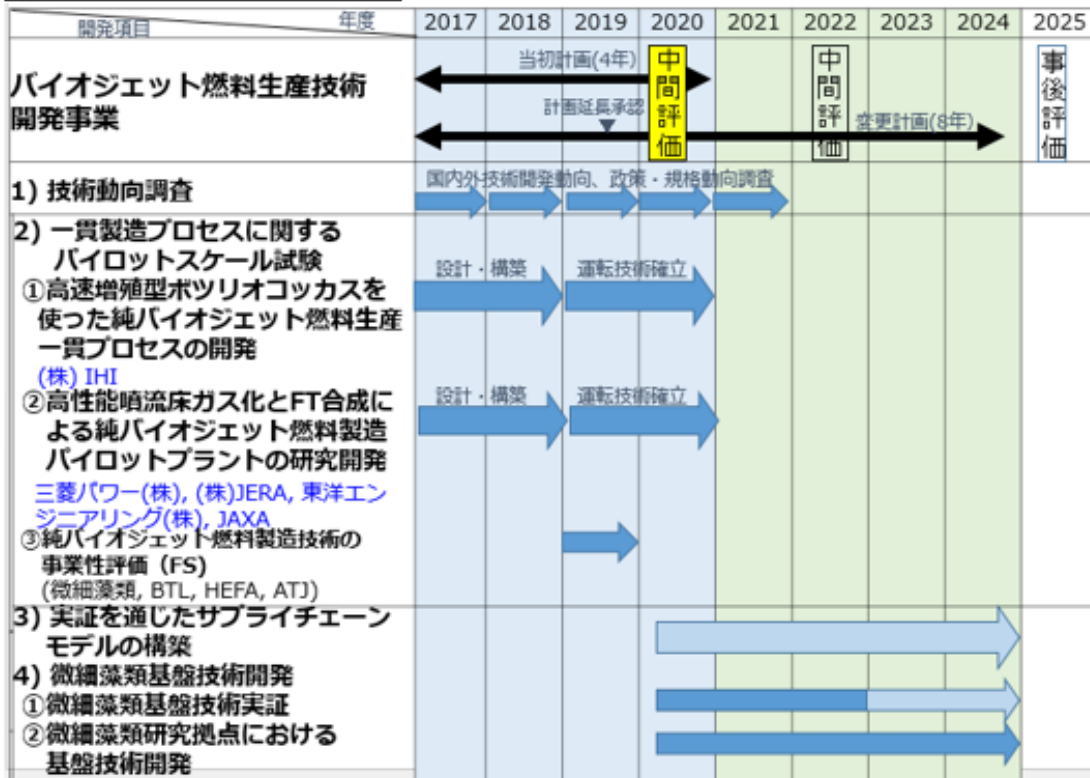 開発項目 年度 2017 2018 2019 2020 2021 2022 2023 2024 2025
バイオジェット燃料生産技術
開発事業
当初計画(4年)
計画延長承認
変更計画(8年)
中間評価
中間評価
事後評価
1) 技術動向調査
国内外技術開発動向、政策・規格動向調査
2) 一貫製造プロセスに関する
パイロットスケール試験
①高速増殖型ボツリオコッカスを
使った純バイオジェット燃料生産
一貫プロセスの開発
(株) IHI
設計・構築 運転技術確立
②高性能噴流床ガス化とFT合成に
よる純バイオジェット燃料製造
パイロットプラントの研究開発
三菱パワー(株), (株)JERA, 東洋エン
ジニアリング(株), JAXA
設計・構築 運転技術確立
③純バイオジェット燃料製造技術の
事業性評価（FS)
(微細藻類, BTL, HEFA, ATJ)
3) 実証を通じたサプライチェーン
モデルの構築
4) 微細藻類基盤技術開発
①微細藻類基盤技術実証
②微細藻類研究拠点における
基盤技術開発